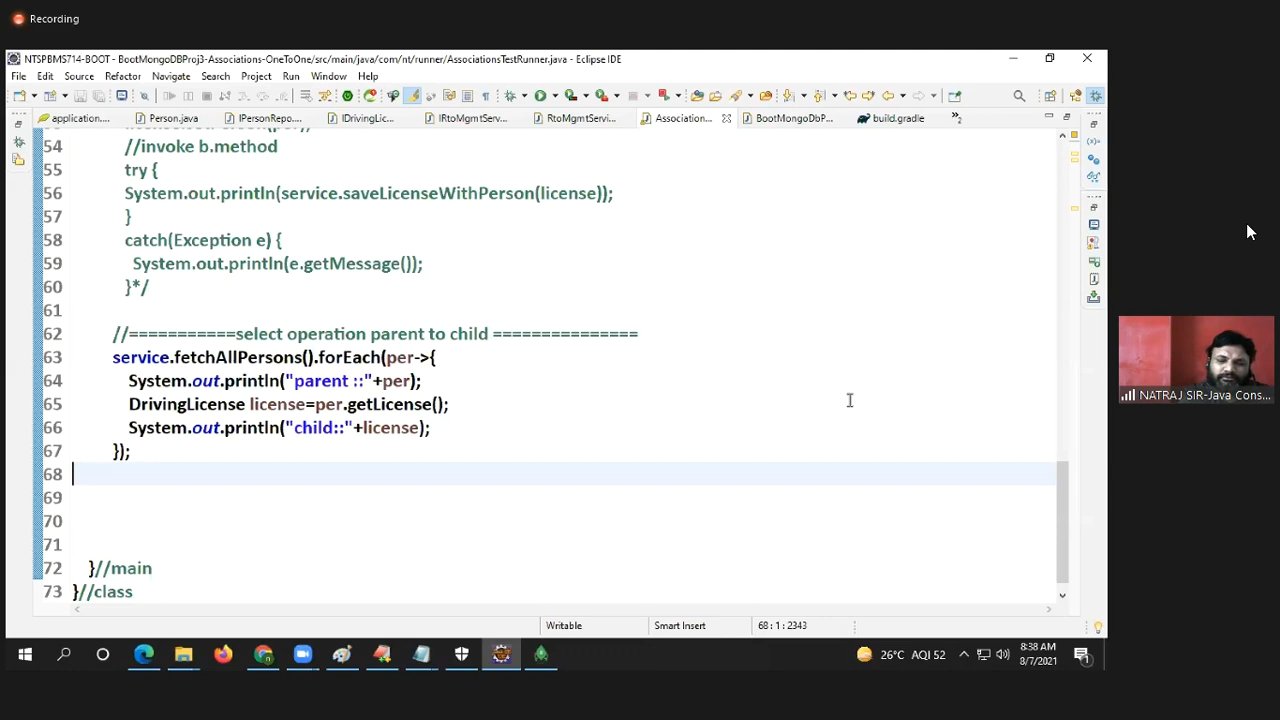 Recording
NTSPBMS714-BOOT - BootMongoDBProj3-Associations-OneToOne/src/main/java/com/nt/runner/AssociationsTestRunner.java - Eclipse IDE
File Edit Source Refactor Navigate Search Project Run Window Help
application.... Person.java IPersonRepo.... IDrivingLic... IRtoMgmtServ... RtoMgmtServi... Association... BootMongoDbP... build.gradle
54 //invoke b.method
55 try {
56 System.out.println(service.saveLicenseWithPerson(license));
57 }
58 catch(Exception e) {
59 System.out.println(e.getMessage());
60 }*/
61
62 //===========select operation parent to child ===============
63 service.fetchAllPersons().forEach(per->{
64 System.out.println("parent ::"+per);
65 DrivingLicense license=per.getLicense();
66 System.out.println("child::"+license);
67 });
68
69
70
71
72 }//main
73 }//class
NATRAJ SIR-Java Cons...
Writable Smart Insert 68 : 1 : 2343
26°C AQI 52 8:38 AM
8/7/2021
1